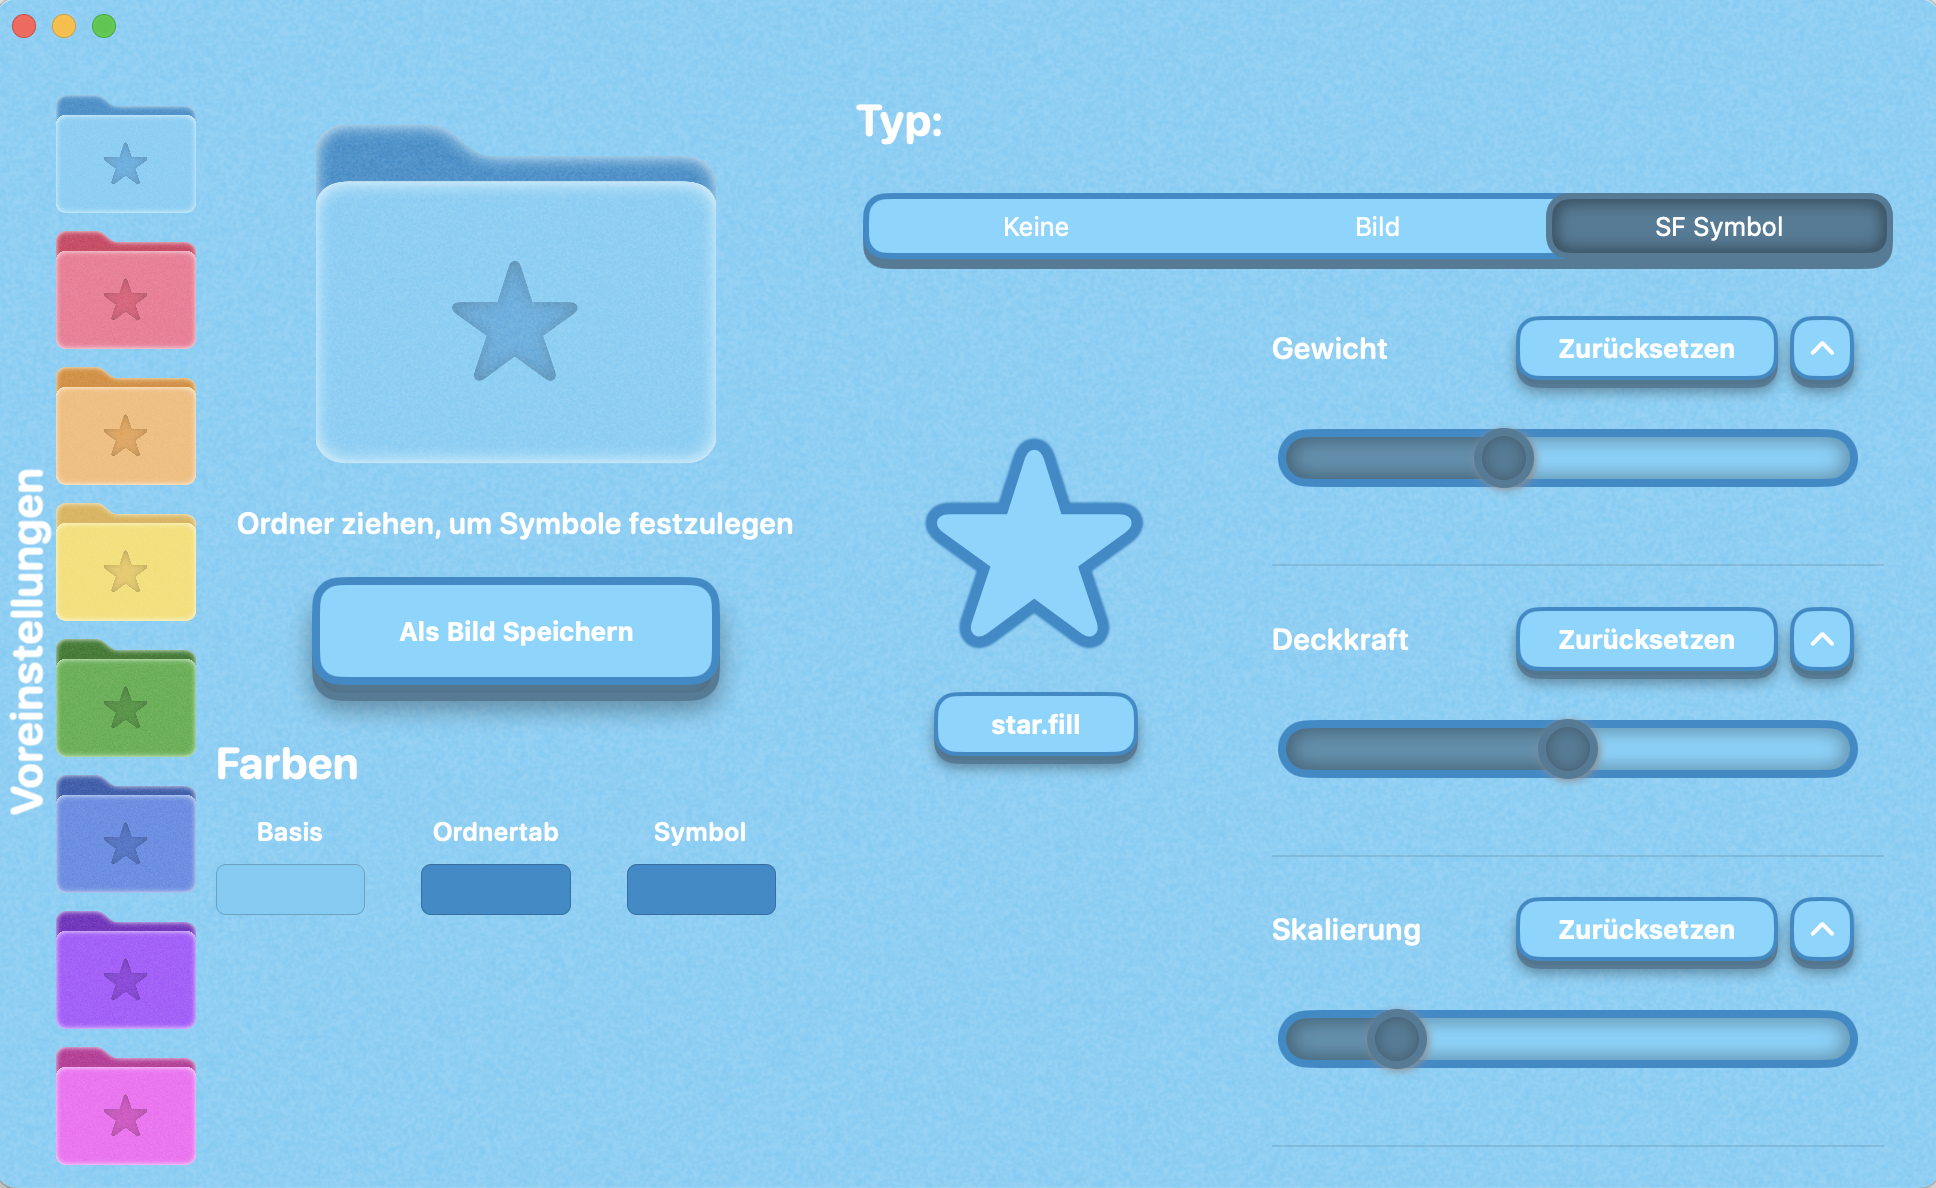 Voreinstellungen
Ordner ziehen, um Symbole festzulegen
Als Bild Speichern
Farben
Basis
Ordnertab
Symbol
Typ:
Keine
Bild
SF Symbol
star.fill
Gewicht
Zurücksetzen
Deckkraft
Zurücksetzen
Skalierung
Zurücksetzen